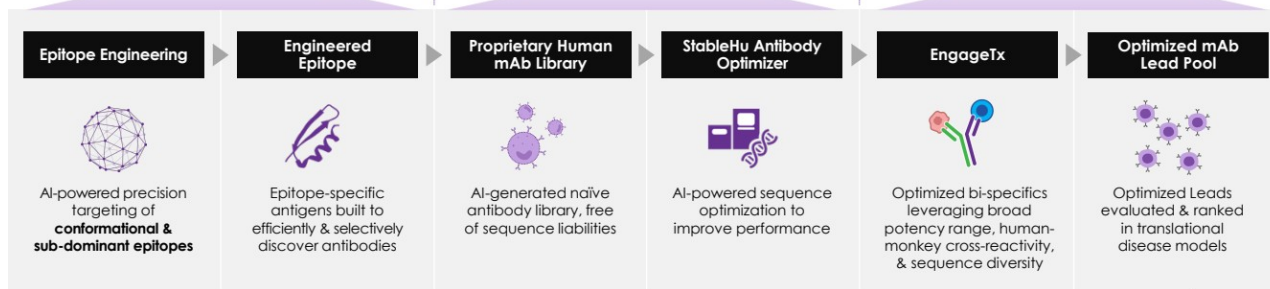 Epitope Engineering
AI-powered precision
targeting of
conformational &
sub-dominant epitopes
Engineered
Epitope
Epitope-specific
antigens built to
efficiently & selectively
discover antibodies
Proprietary Human
mAb Library
AI-generated naïve
antibody library, free
of sequence liabilities
StableHu Antibody
Optimizer
AI-powered sequence
optimization to
improve performance
EngageTx
Optimized bi-specifics
leveraging broad
potency range, human-
monkey cross-reactivity,
& sequence diversity
Optimized mAb
Lead Pool
Optimized Leads
evaluated & ranked
in translational
disease models